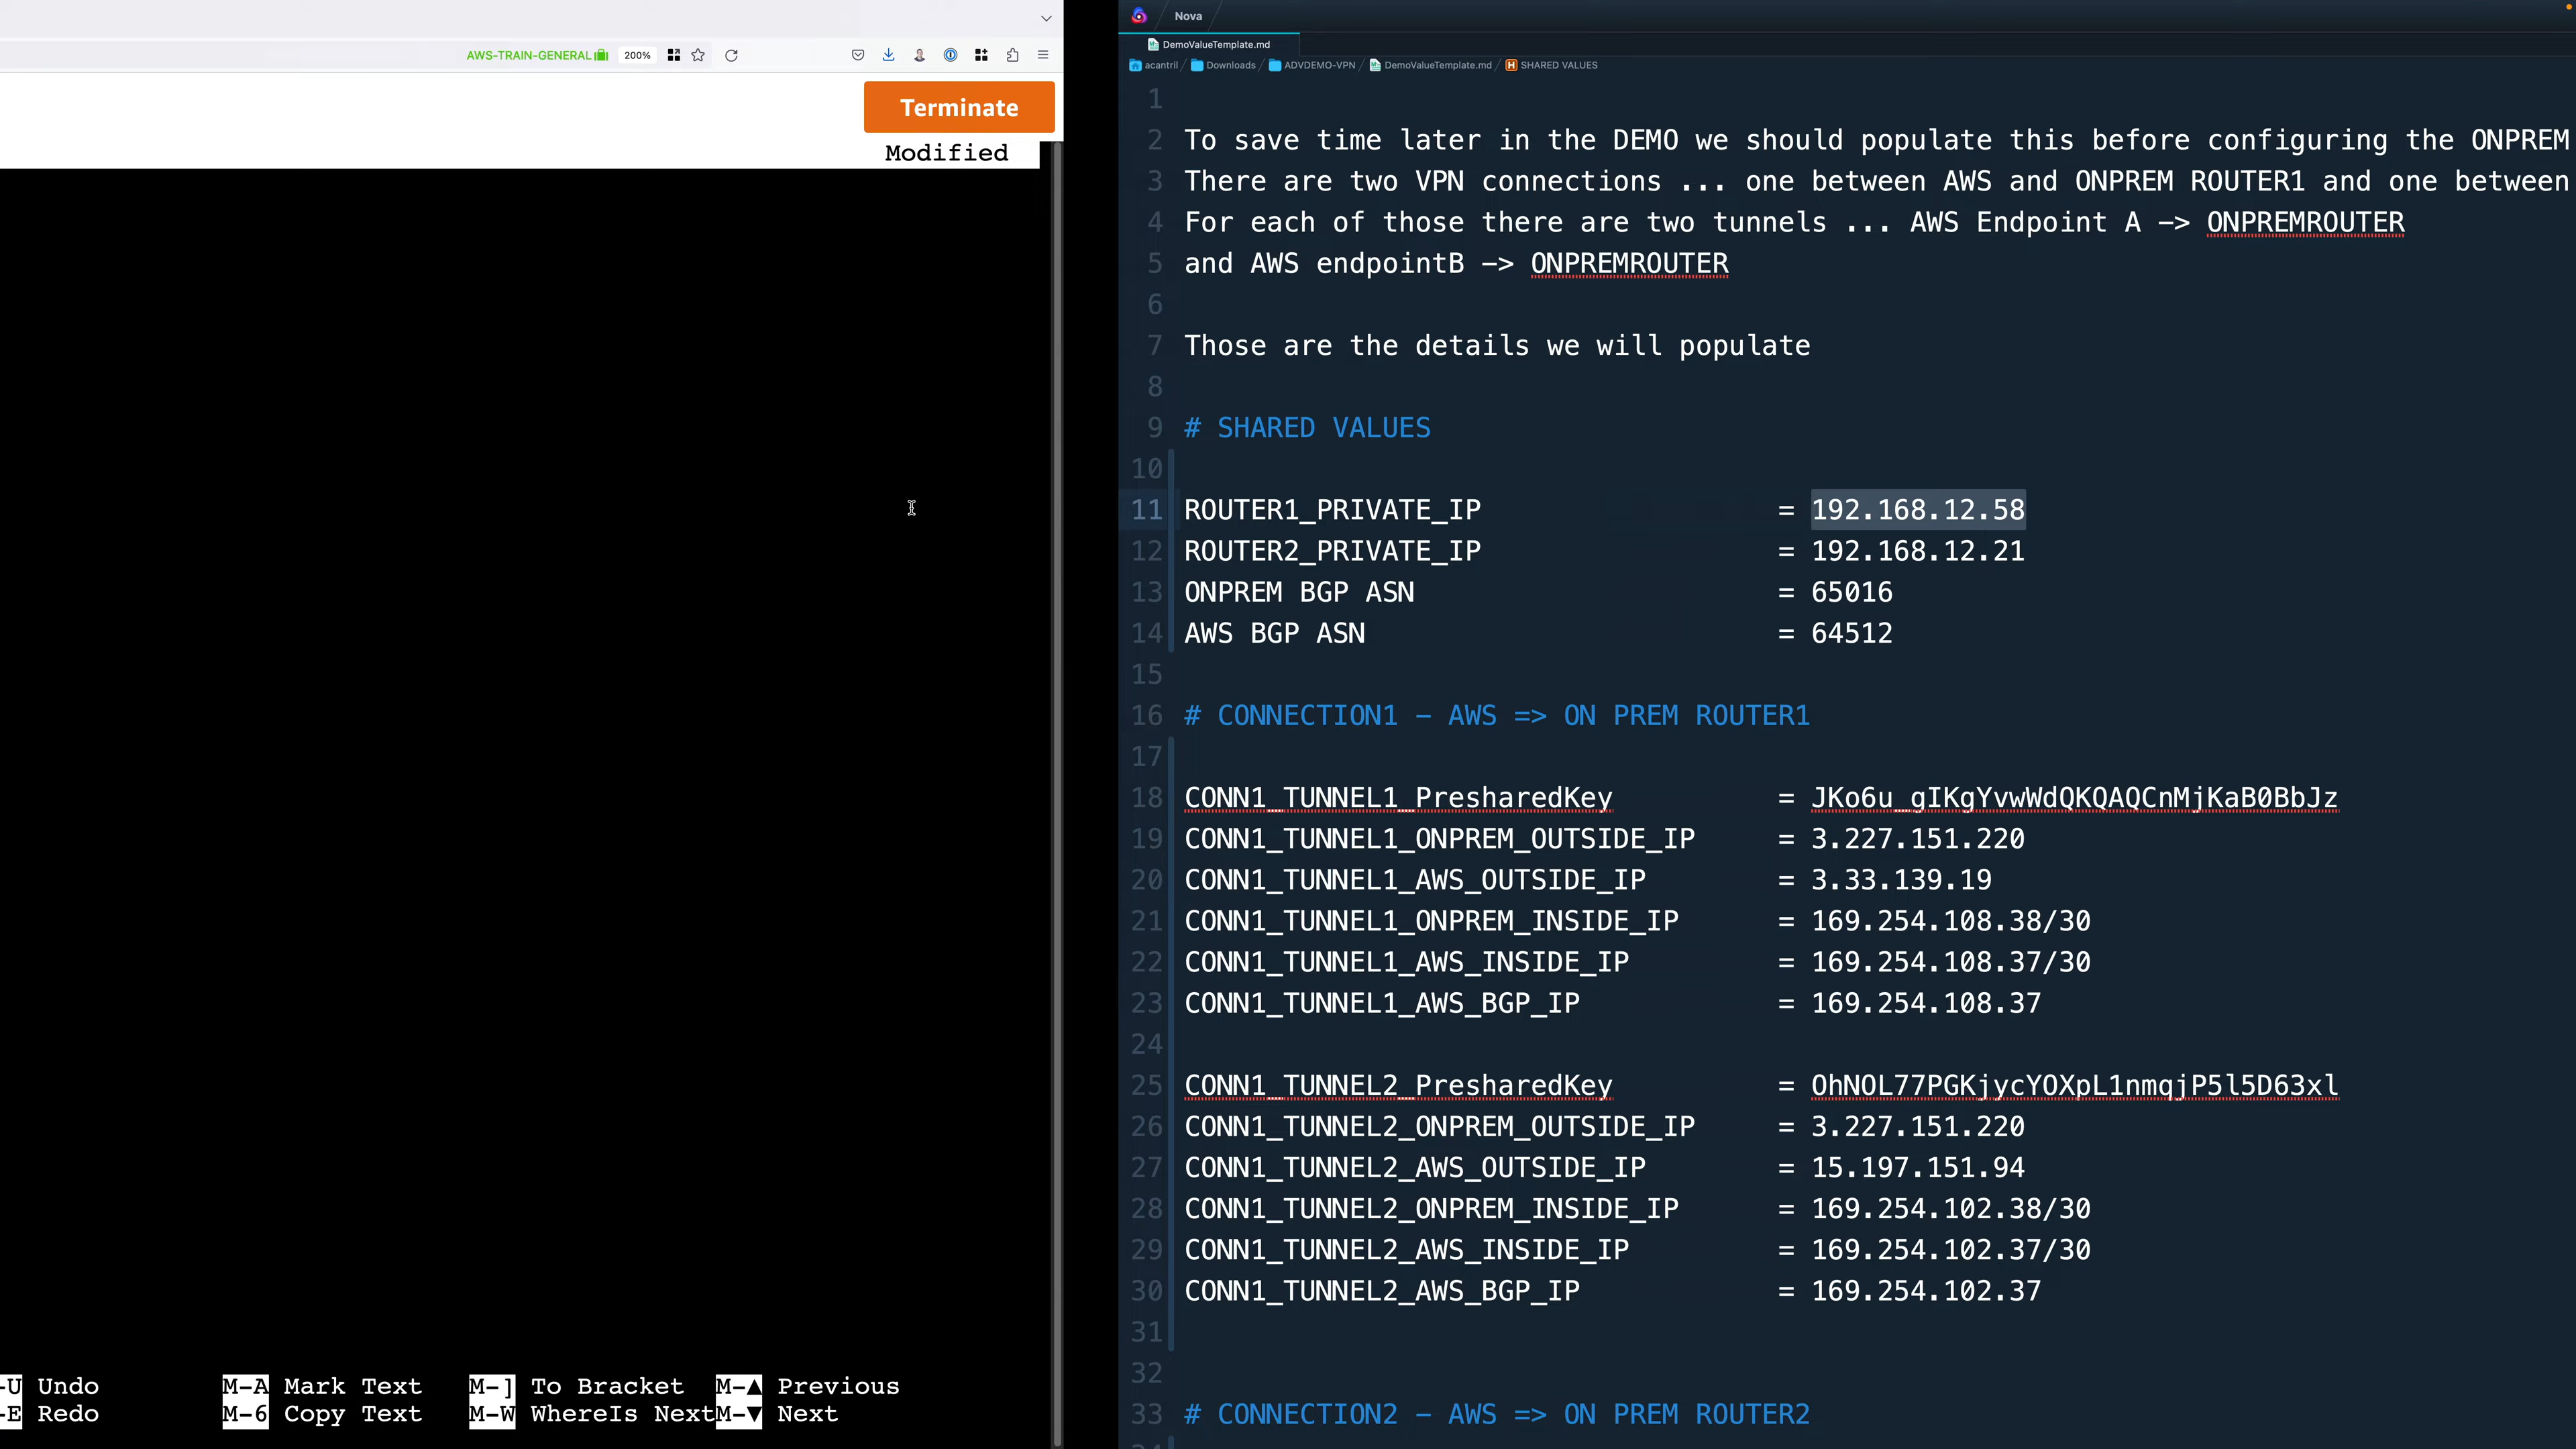 AWS-TRAIN-GENERAL 200%
Terminate
Modified
-U Undo M-A Mark Text M-] To Bracket M-▲ Previous
-E Redo M-6 Copy Text M-W WhereIs Next M-▼ Next
Nova
DemoValueTemplate.md
acantril Downloads ADVDEMO-VPN DemoValueTemplate.md H SHARED VALUES
1
2 To save time later in the DEMO we should populate this before configuring the ONPREM
3 There are two VPN connections ... one between AWS and ONPREM ROUTER1 and one between
4 For each of those there are two tunnels ... AWS Endpoint A -> ONPREMROUTER
5 and AWS endpointB -> ONPREMROUTER
6
7 Those are the details we will populate
8
9 # SHARED VALUES
10
11 ROUTER1_PRIVATE_IP = 192.168.12.58
12 ROUTER2_PRIVATE_IP = 192.168.12.21
13 ONPREM BGP ASN = 65016
14 AWS BGP ASN = 64512
15
16 # CONNECTION1 - AWS => ON PREM ROUTER1
17
18 CONN1_TUNNEL1_PresharedKey = JKo6u_gIKgYvwWdQKQAQCnMjKaB0BbJz
19 CONN1_TUNNEL1_ONPREM_OUTSIDE_IP = 3.227.151.220
20 CONN1_TUNNEL1_AWS_OUTSIDE_IP = 3.33.139.19
21 CONN1_TUNNEL1_ONPREM_INSIDE_IP = 169.254.108.38/30
22 CONN1_TUNNEL1_AWS_INSIDE_IP = 169.254.108.37/30
23 CONN1_TUNNEL1_AWS_BGP_IP = 169.254.108.37
24
25 CONN1_TUNNEL2_PresharedKey = OhNOL77PGKjycYOXpL1nmqjP5l5D63xl
26 CONN1_TUNNEL2_ONPREM_OUTSIDE_IP = 3.227.151.220
27 CONN1_TUNNEL2_AWS_OUTSIDE_IP = 15.197.151.94
28 CONN1_TUNNEL2_ONPREM_INSIDE_IP = 169.254.102.38/30
29 CONN1_TUNNEL2_AWS_INSIDE_IP = 169.254.102.37/30
30 CONN1_TUNNEL2_AWS_BGP_IP = 169.254.102.37
31
32
33 # CONNECTION2 - AWS => ON PREM ROUTER2